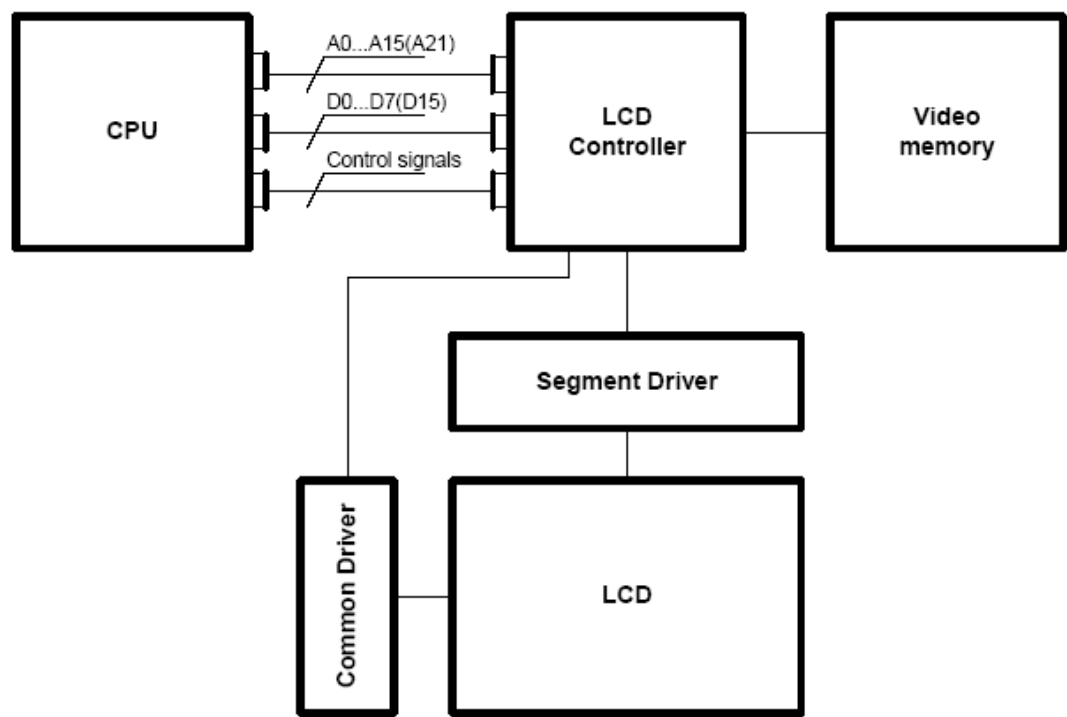 CPU
A0...A15(A21)
D0...D7(D15)
Control signals
LCD
Controller
Video
memory
Segment Driver
Common Driver
LCD